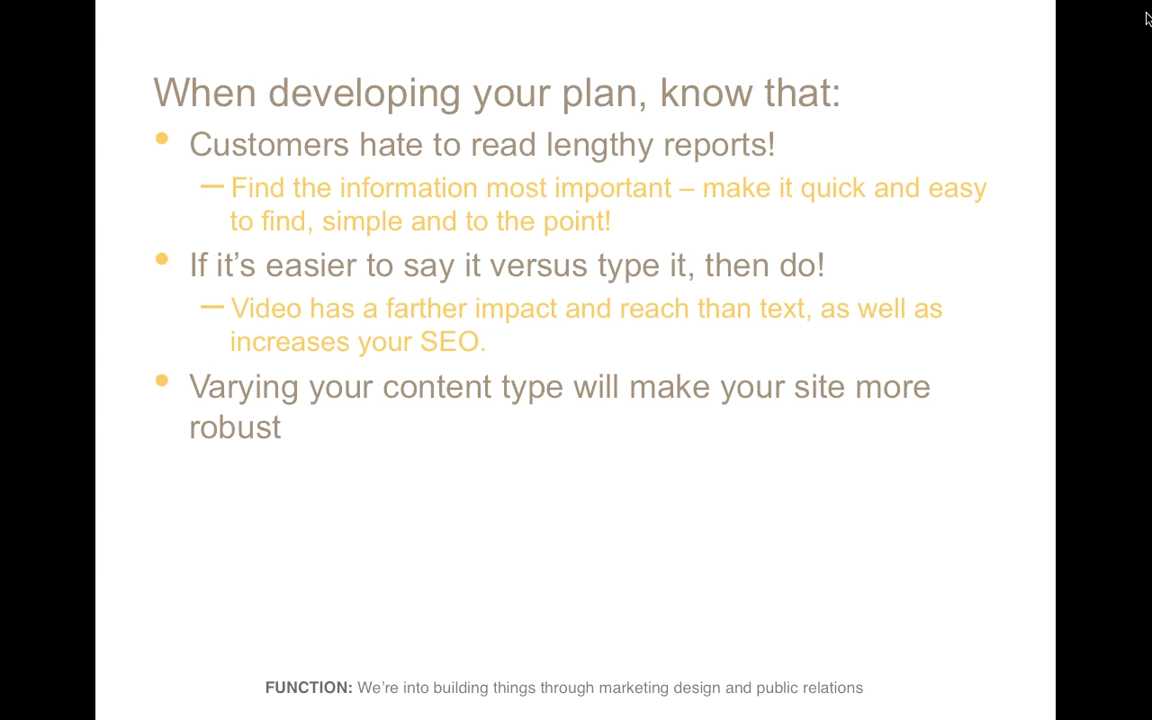 When developing your plan, know that:
• Customers hate to read lengthy reports!
– Find the information most important – make it quick and easy
to find, simple and to the point!
• If it’s easier to say it versus type it, then do!
– Video has a farther impact and reach than text, as well as
increases your SEO.
• Varying your content type will make your site more
robust
FUNCTION: We’re into building things through marketing design and public relations